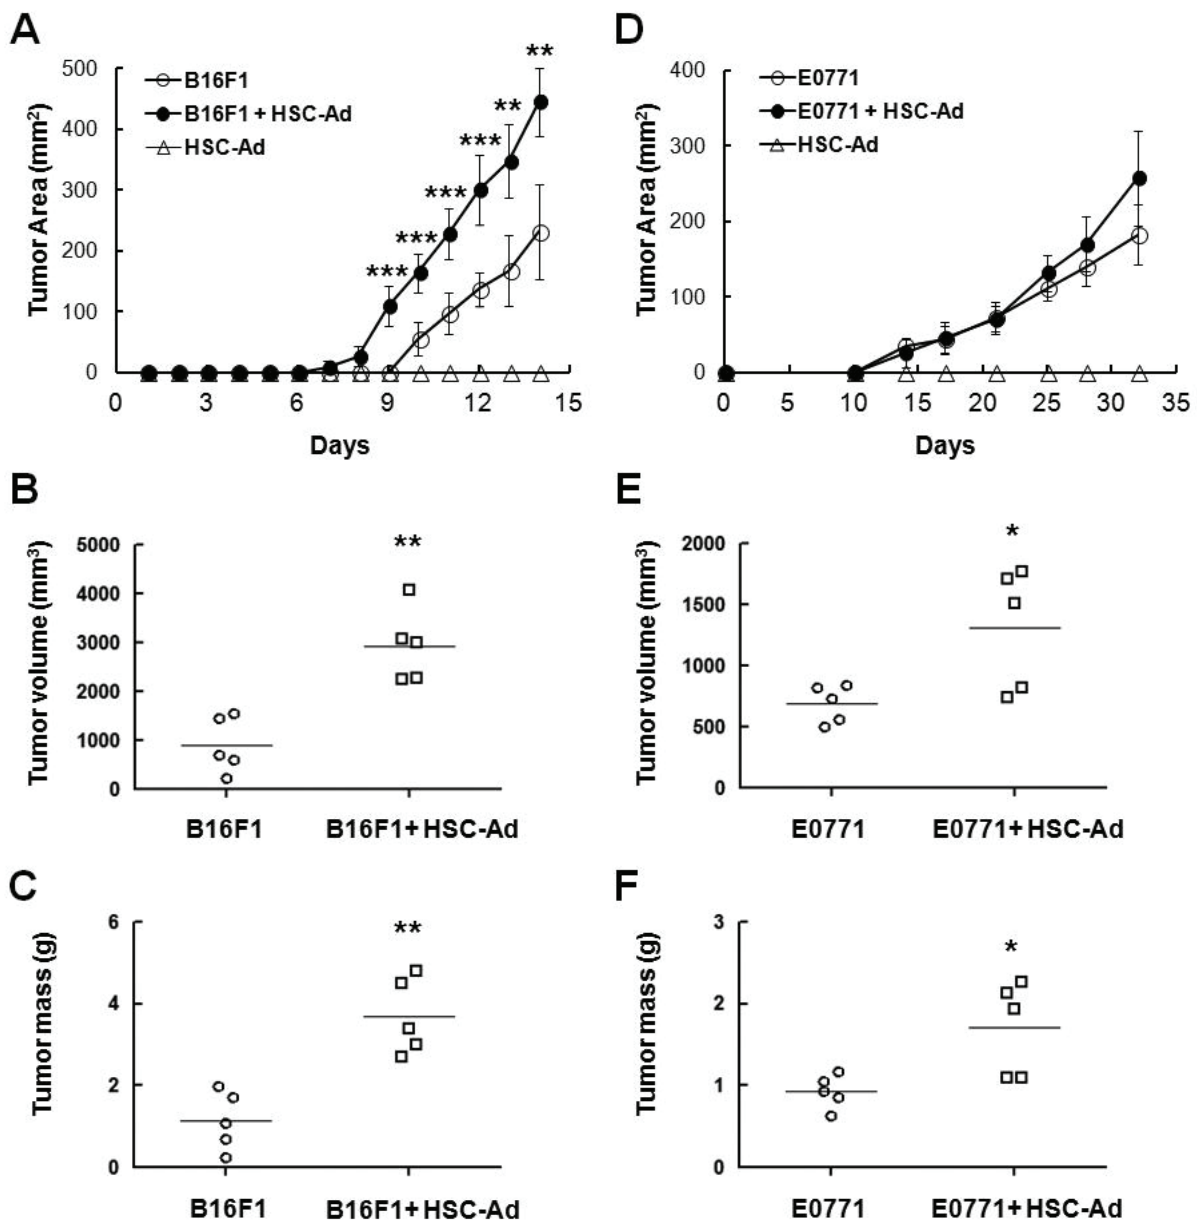 A
Tumor Area (mm2)
500
400
300
200
100
0
B16F1
B16F1 + HSC-Ad
HSC-Ad
***
***
***
***
**
**
0 3 6 9 12 15
Days
D
Tumor Area (mm2)
400
300
200
100
0
E0771
E0771 + HSC-Ad
HSC-Ad
0 5 10 15 20 25 30 35
Days
B
Tumor volume (mm3)
5000
4000
3000
2000
1000
0
**
B16F1 B16F1+HSC-Ad
E
Tumor volume (mm3)
2000
1500
1000
500
0
*
E0771 E0771+HSC-Ad
C
Tumor mass (g)
6
4
2
0
**
B16F1 B16F1+HSC-Ad
F
Tumor mass (g)
3
2
1
0
*
E0771 E0771+HSC-Ad